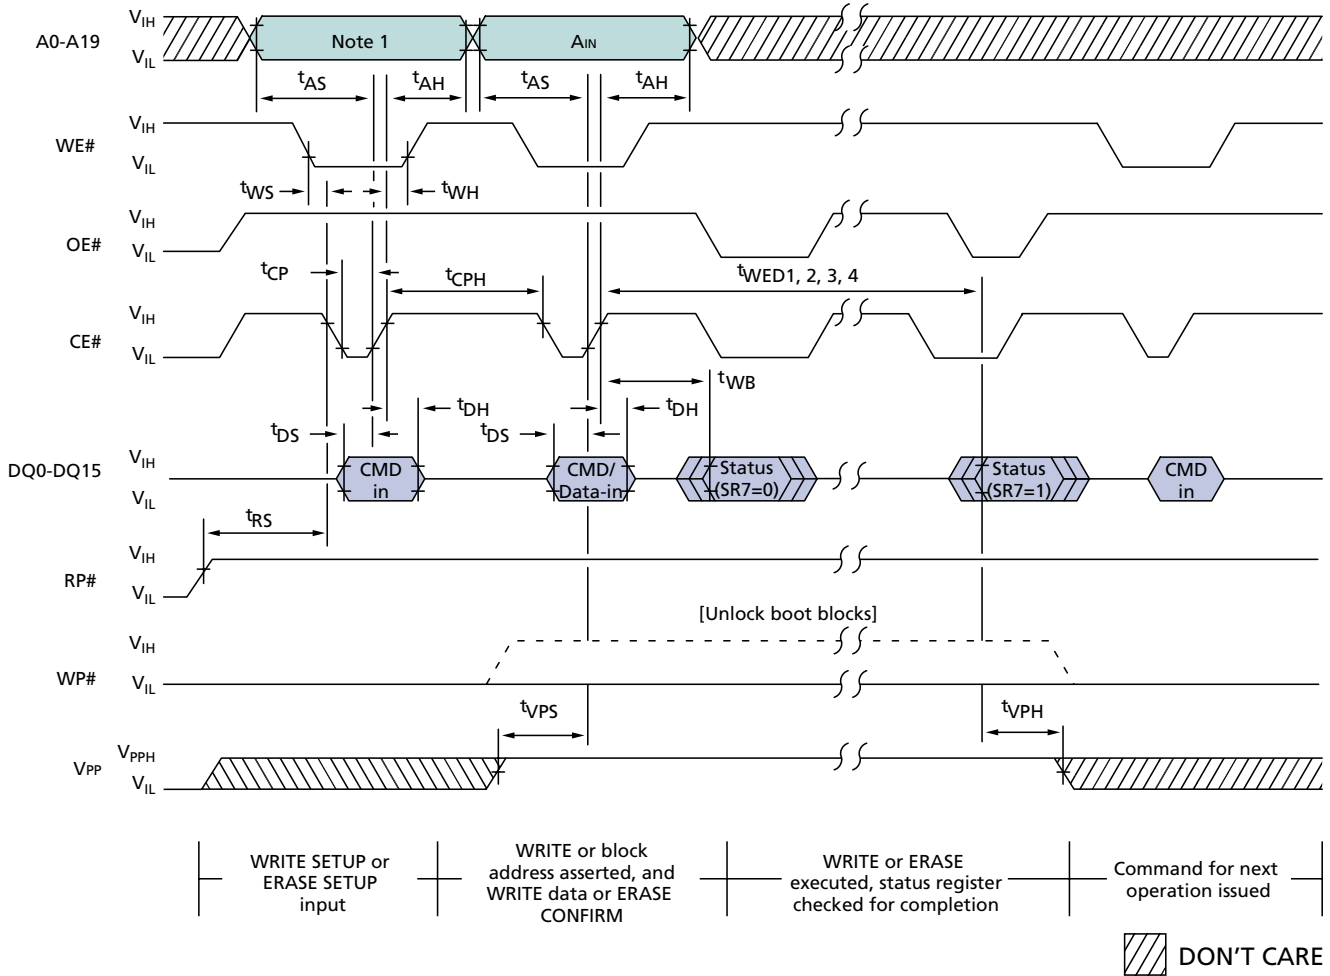 VIH
A0-A19
Note 1
AIN
VIL
tAS
tAH
tAS
tAH
VIH
WE#
VIL
tWS
tWH
VIH
OE#
VIL
tCP
tCPH
tWED1, 2, 3, 4
VIH
CE#
VIL
tWB
tDH
tDH
tDS
tDS
VIH
DQ0-DQ15
CMD
in
CMD/
Data-in
Status
(SR7=0)
Status
(SR7=1)
CMD
in
VIL
tRS
VIH
RP#
VIL
[Unlock boot blocks]
VIH
WP#
VIL
tVPS
tVPH
VPPH
VPP
VIL
WRITE SETUP or
ERASE SETUP
input
WRITE or block
address asserted, and
WRITE data or ERASE
CONFIRM
WRITE or ERASE
executed, status register
checked for completion
Command for next
operation issued
DON'T CARE